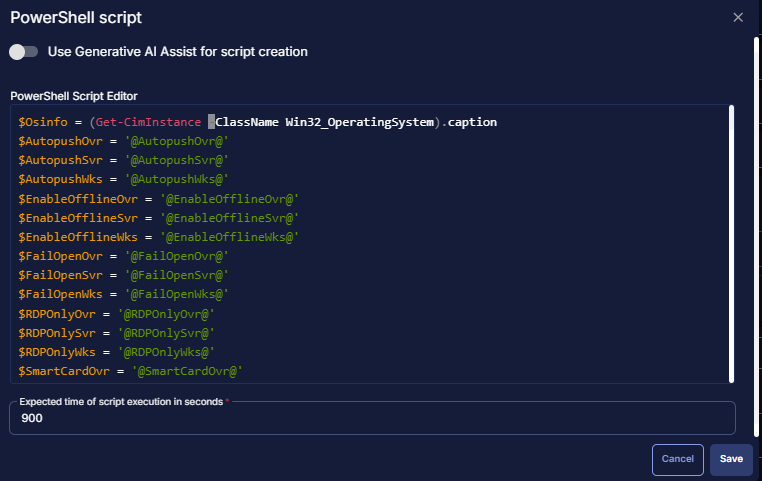 PowerShell script
Use Generative AI Assist for script creation
PowerShell Script Editor
$Osinfo = (Get-CimInstance -ClassName Win32_OperatingSystem).caption
$AutopushOvr = '@AutopushOvr@'
$AutopushSvr = '@AutopushSvr@'
$AutopushWks = '@AutopushWks@'
$EnableOfflineOvr = '@EnableOfflineOvr@'
$EnableOfflineSvr = '@EnableOfflineSvr@'
$EnableOfflineWks = '@EnableOfflineWks@'
$FailOpenOvr = '@FailOpenOvr@'
$FailOpenSvr = '@FailOpenSvr@'
$FailOpenWks = '@FailOpenWks@'
$RDPOnlyOvr = '@RDPOnlyOvr@'
$RDPOnlySvr = '@RDPOnlySvr@'
$RDPOnlyWks = '@RDPOnlyWks@'
$SmartCardOvr = '@SmartCardOvr@'
Expected time of script execution in seconds *
900
Cancel Save